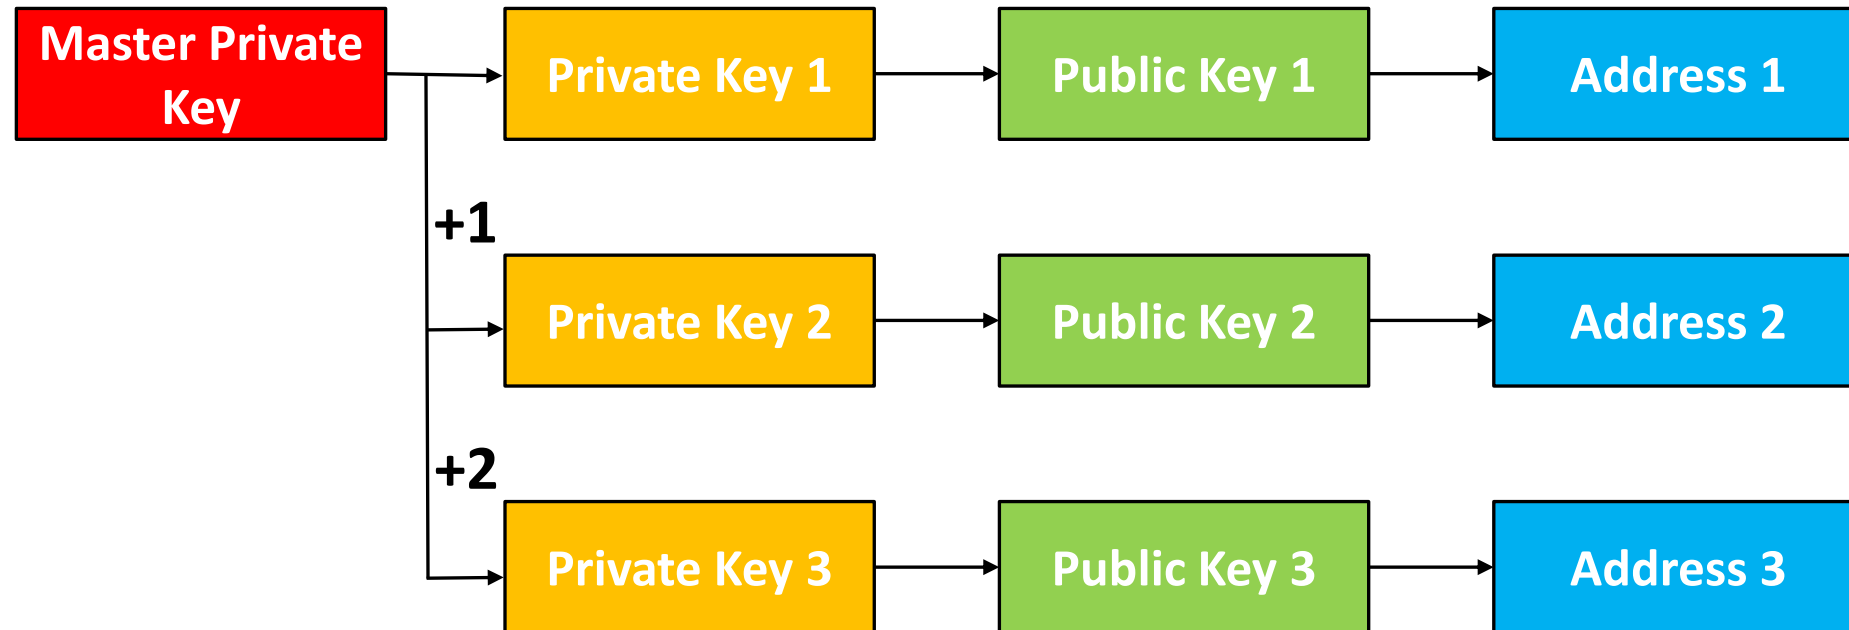 Master Private
Key
Private Key 1
Public Key 1
Address 1
+1
Private Key 2
Public Key 2
Address 2
+2
Private Key 3
Public Key 3
Address 3